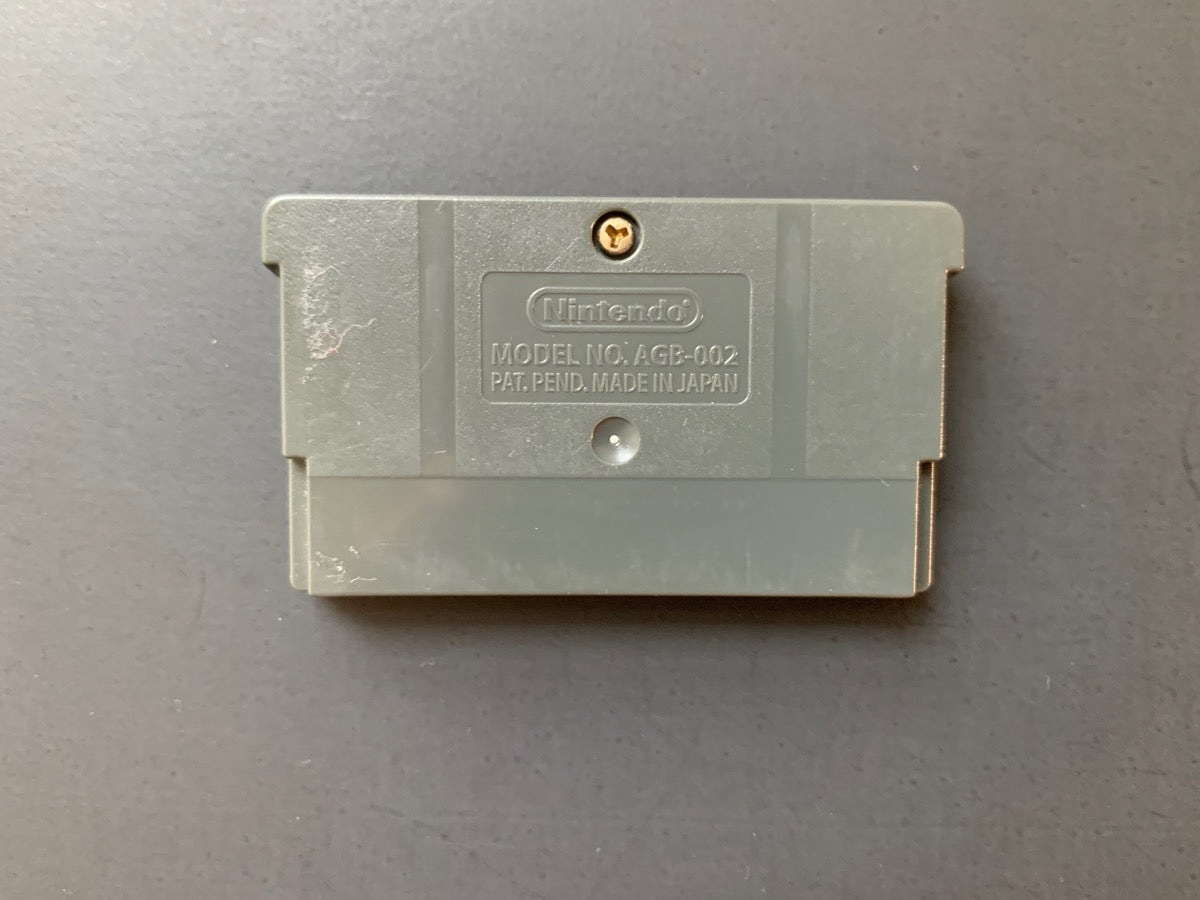 Nintendo®
MODEL NO. AGB-002
PAT. PEND. MADE IN JAPAN